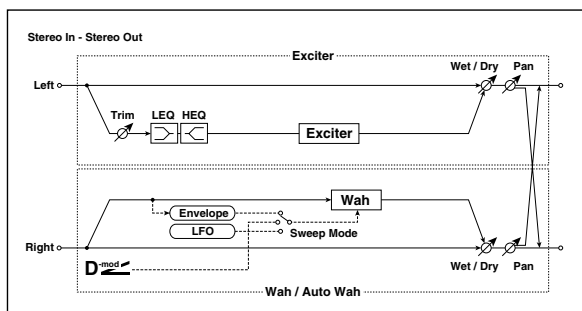 Stereo In - Stereo Out
Exciter
Wet / Dry
Pan
Left
Trim
LEQ
HEQ
Exciter
Wah
Envelope
LFO
Sweep Mode
Right
D-mod
Wet / Dry
Pan
Wah / Auto Wah